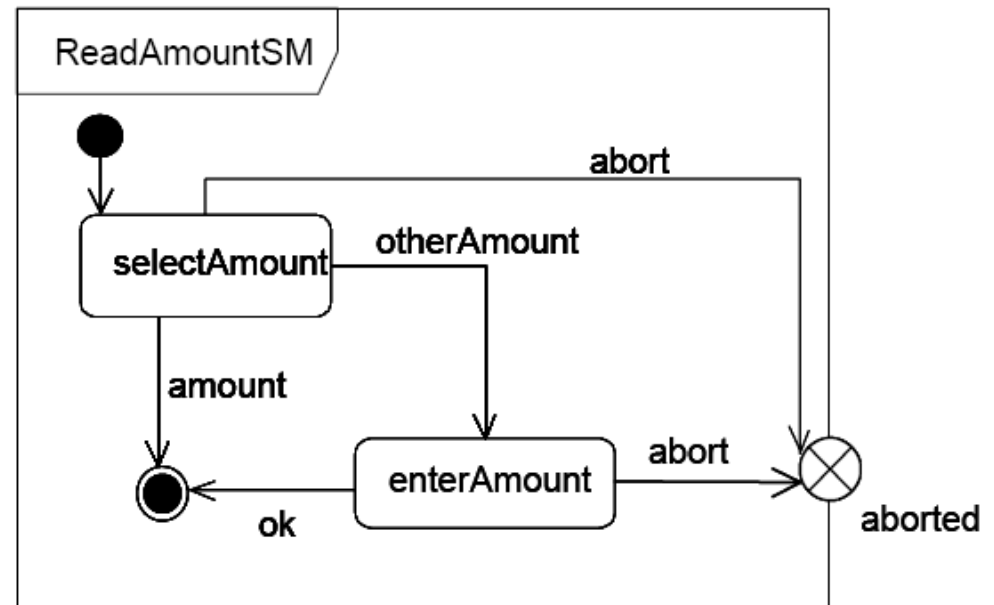 ReadAmountSM
abort
otherAmount
selectAmount
amount
abort
enterAmount
aborted
ok